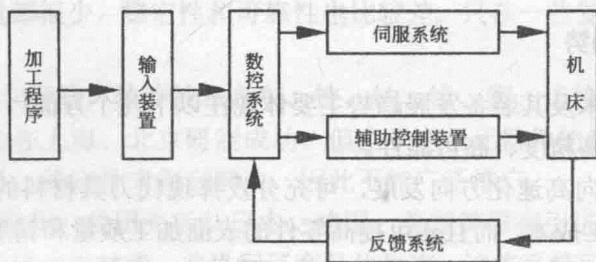 加工程序
输入装置
数控系统
伺服系统
辅助控制装置
反馈系统
机床